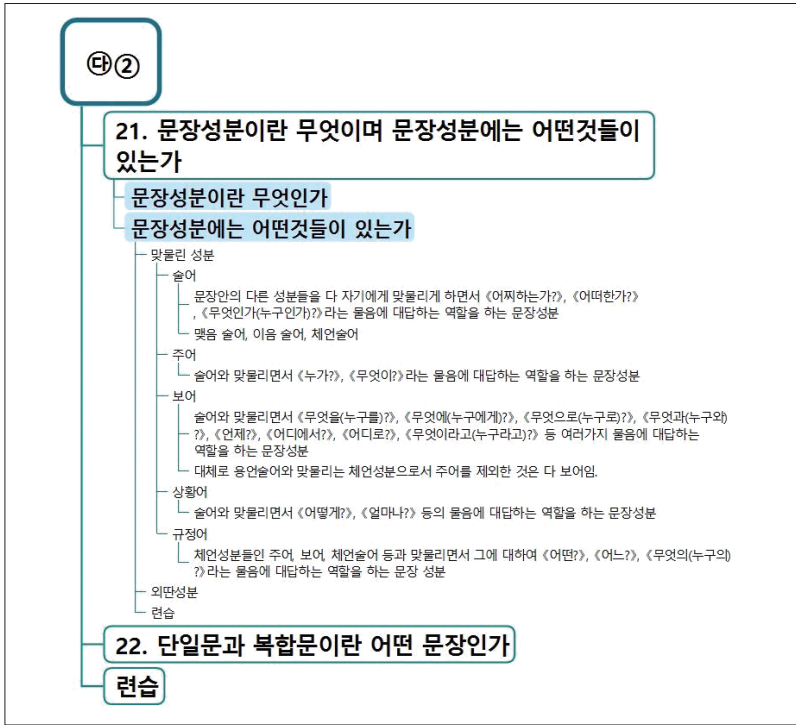 ㉰②
21. 문장성분이란 무엇이며 문장성분에는 어떤것들이
있는가
문장성분이란 무엇인가
문장성분에는 어떤것들이 있는가
맞물린 성분
술어
문장안의 다른 성분들을 다 자기에게 맞물리게 하면서 《어찌하는가?》, 《어떠한가?》
, 《무엇인가(누구인가)?》라는 물음에 대답하는 역할을 하는 문장성분
맺음 술어, 이음 술어, 체언술어
주어
술어와 맞물리면서 《누가?》, 《무엇이?》라는 물음에 대답하는 역할을 하는 문장성분
보어
술어와 맞물리면서 《무엇을(누구를)?》, 《무엇에(누구에게)?》, 《무엇으로(누구로)?》, 《무엇과(누구와)
?》, 《언제?》, 《어디에서?》, 《어디로?》, 《무엇이라고(누구라고)?》 등 여러가지 물음에 대답하는
역할을 하는 문장성분
대체로 용언술어와 맞물리는 체언성분으로서 주어를 제외한 것은 다 보어임.
상황어
술어와 맞물리면서 《어떻게?》, 《얼마나?》 등의 물음에 대답하는 역할을 하는 문장성분
규정어
체언성분들인 주어, 보어, 체언술어 등과 맞물리면서 그에 대하여 《어떤?》, 《어느?》, 《무엇의(누구의)
?》라는 물음에 대답하는 역할을 하는 문장 성분
외딴성분
련습
22. 단일문과 복합문이란 어떤 문장인가
련습